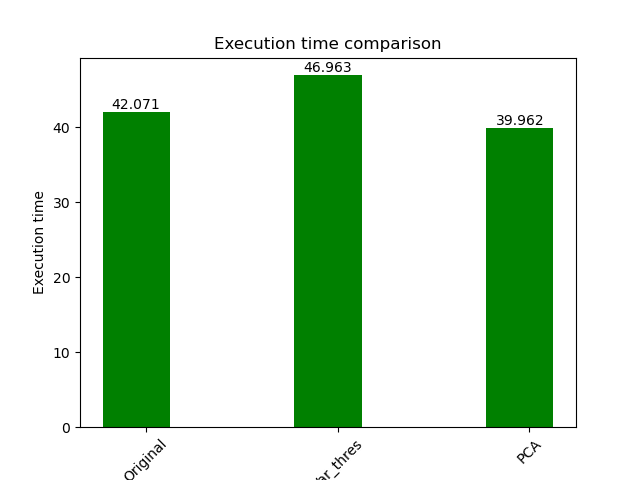 Execution time comparison
46.963
42.071
39.962
40
30
20
10
0
Execution time
Original
ar_thres
PCA